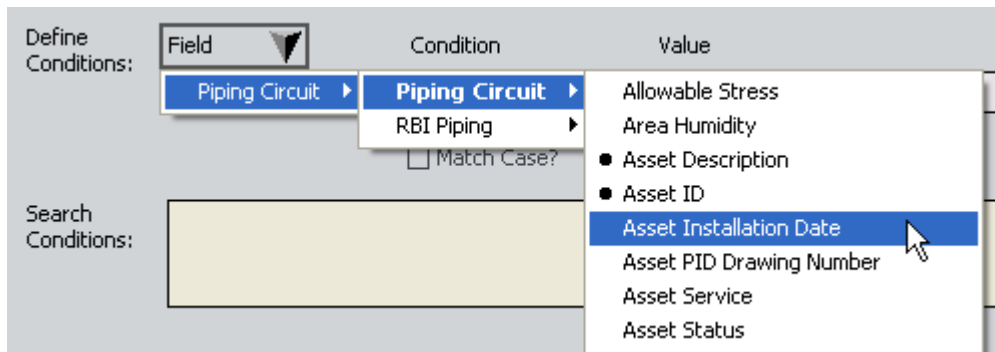 Define
Conditions:
Field
Condition
Value
Piping Circuit
Piping Circuit
RBI Piping
Match Case?
Allowable Stress
Area Humidity
Asset Description
Asset ID
Asset Installation Date
Asset PID Drawing Number
Asset Service
Asset Status
Search
Conditions: